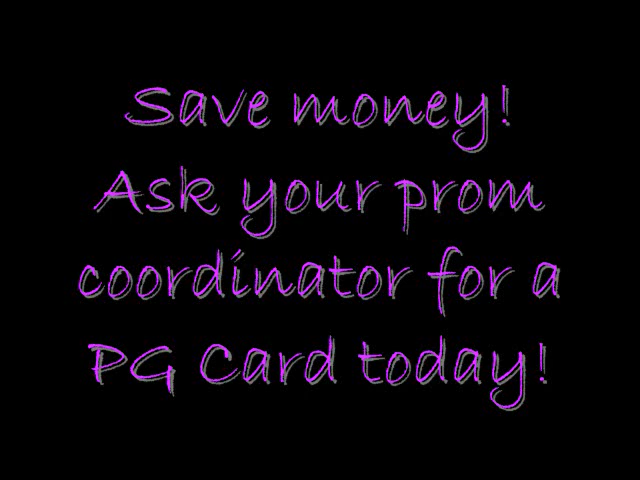 Save money!
Ask your prom
coordinator for a
PG Card today!